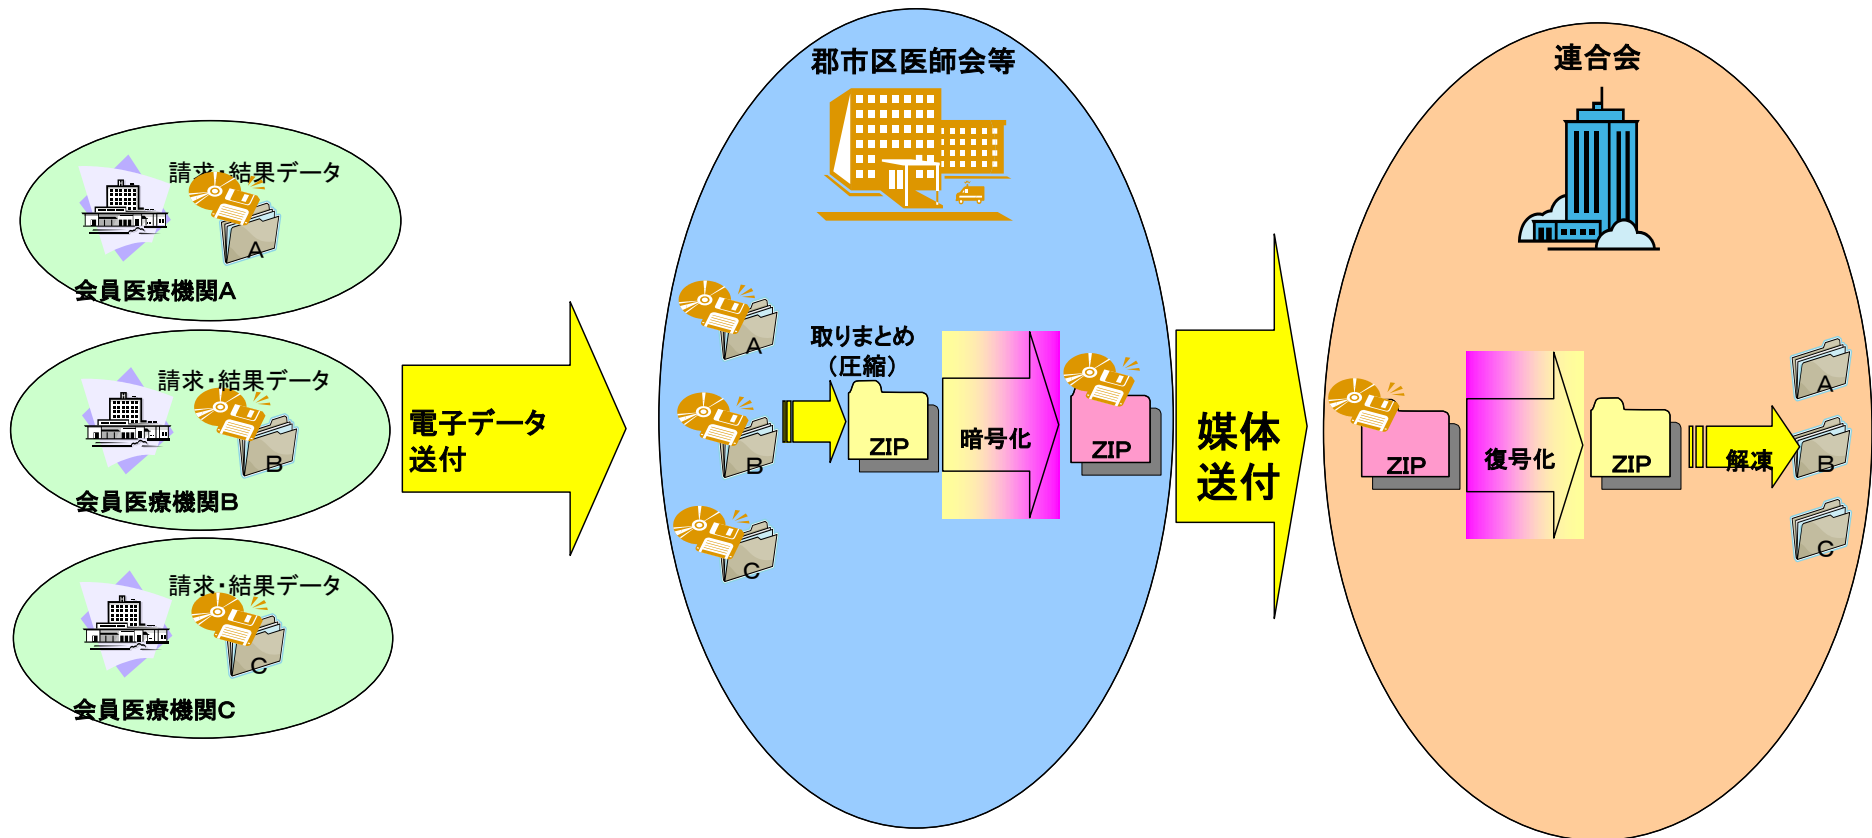 請求・結果データ
A
会員医療機関A
請求・結果データ
B
会員医療機関B
請求・結果データ
C
会員医療機関C
電子データ
送付
郡市区医師会等
A
B
C
取りまとめ
（圧縮）
ZIP
暗号化
ZIP
媒体
送付
連合会
ZIP
復号化
ZIP
解凍
A
B
C